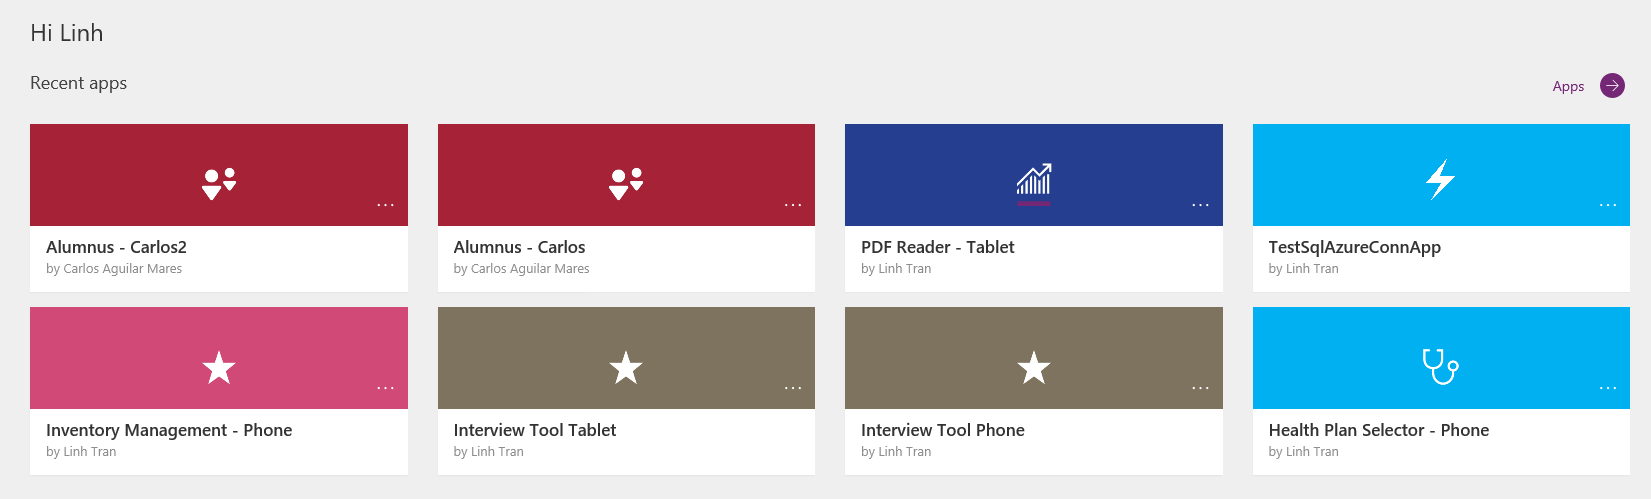 Hi Linh
Recent apps
Apps
Alumnus - Carlos2
by Carlos Aguilar Mares
Alumnus - Carlos
by Carlos Aguilar Mares
PDF Reader - Tablet
by Linh Tran
TestSqlAzureConnApp
by Linh Tran
Inventory Management - Phone
by Linh Tran
Interview Tool Tablet
by Linh Tran
Interview Tool Phone
by Linh Tran
Health Plan Selector - Phone
by Linh Tran